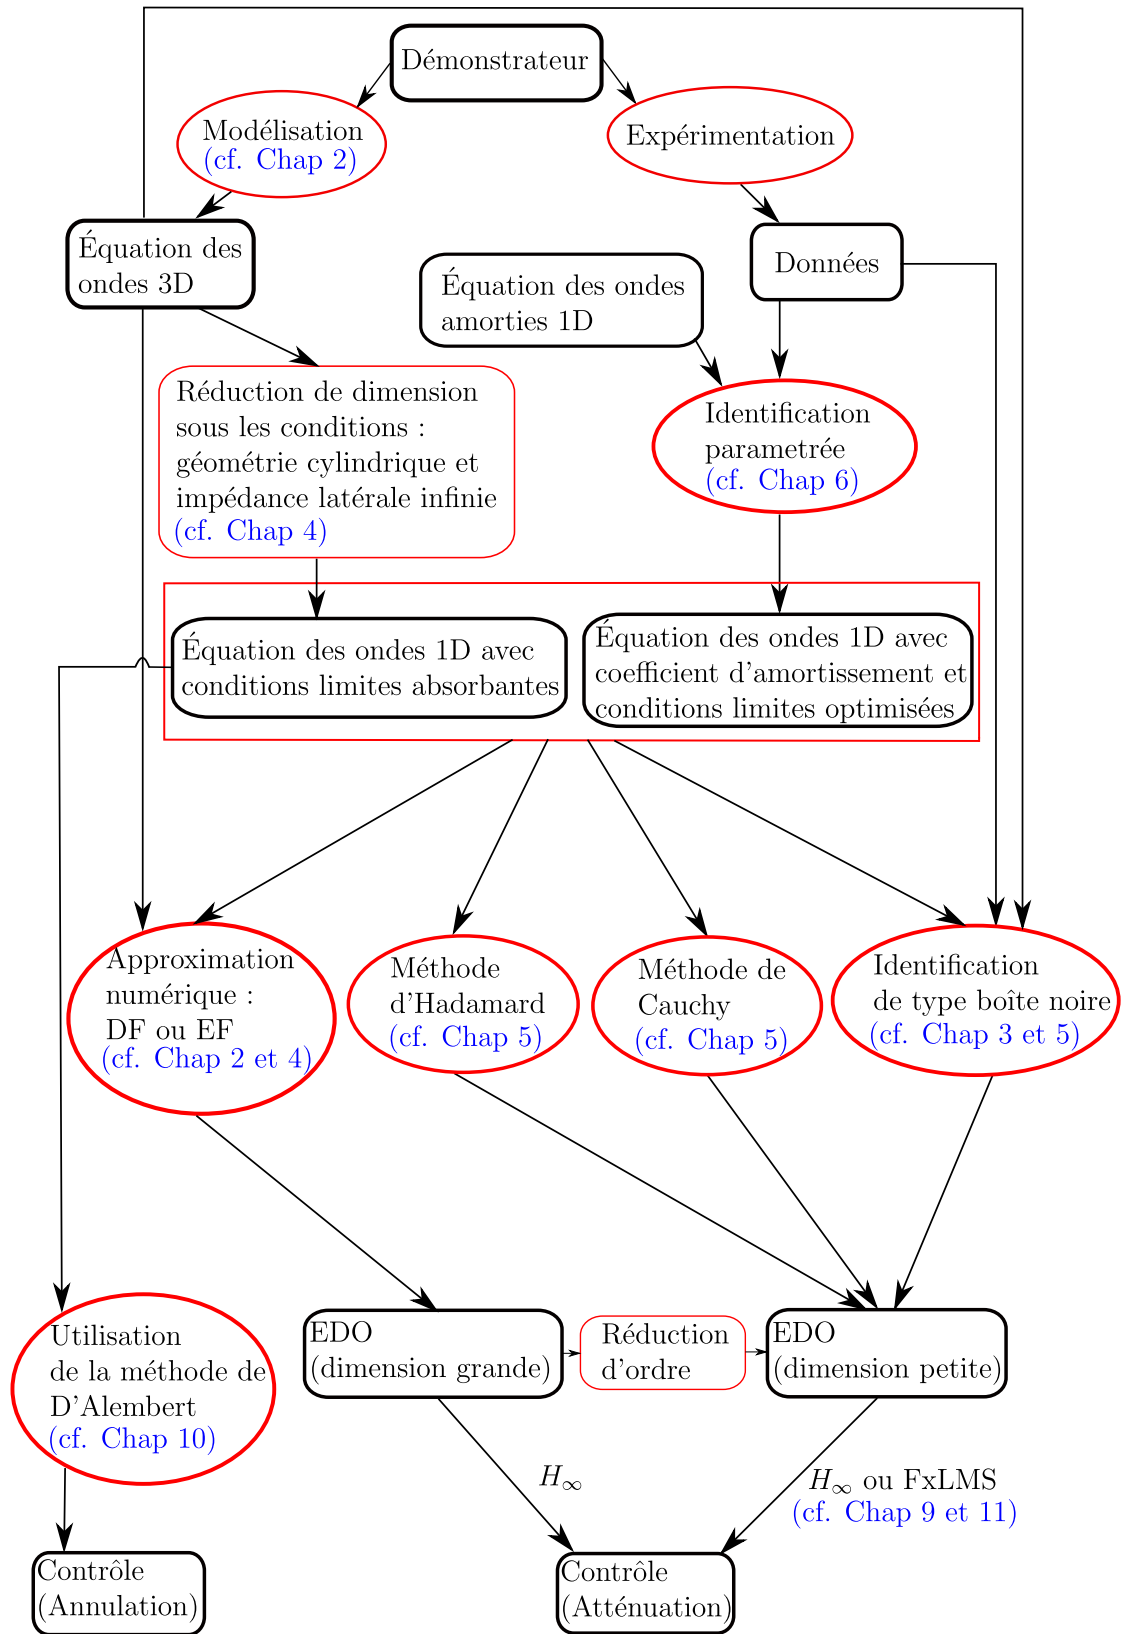 Démonstrateur
Modélisation
(cf. Chap 2)
Expérimentation
Équation des
ondes 3D
Données
Équation des ondes
amorties 1D
Réduction de dimension
sous les conditions :
géométrie cylindrique et
impédance latérale infinie
(cf. Chap 4)
Identification
parametrée
(cf. Chap 6)
Équation des ondes 1D avec
conditions limites absorbantes
Équation des ondes 1D avec
coefficient d'amortissement et
conditions limites optimisées
Approximation
numérique :
DF ou EF
(cf. Chap 2 et 4)
Méthode
d'Hadamard
(cf. Chap 5)
Méthode de
Cauchy
(cf. Chap 5)
Identification
de type boîte noire
(cf. Chap 3 et 5)
Utilisation
de la méthode de
D'Alembert
(cf. Chap 10)
EDO
(dimension grande)
Réduction
d'ordre
EDO
(dimension petite)
H∞
H∞ ou FxLMS
(cf. Chap 9 et 11)
Contrôle
(Annulation)
Contrôle
(Atténuation)